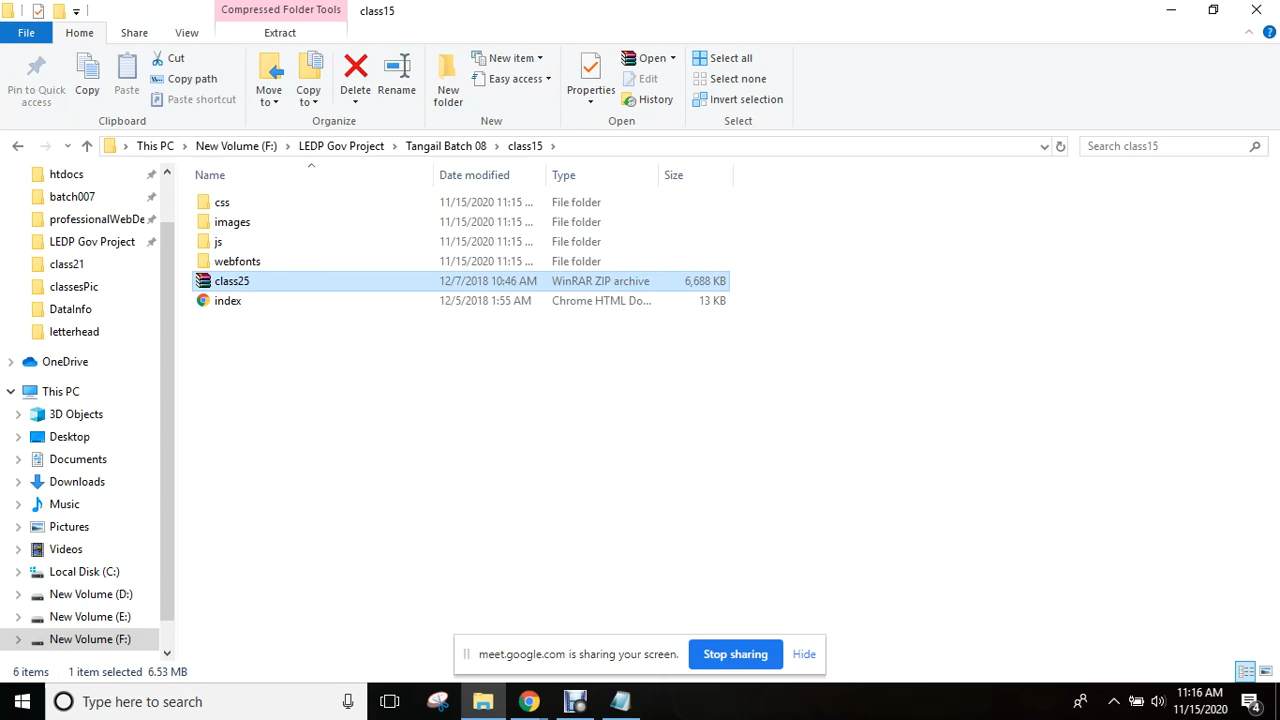 Compressed Folder Tools
class15
File
Home
Share
View
Extract
Pin to Quick access
Copy
Paste
Cut
Copy path
Paste shortcut
Clipboard
Move to
Copy to
Delete
Rename
Organize
New folder
New item
Easy access
New
Properties
Open
Edit
History
Open
Select all
Select none
Invert selection
Select
This PC
New Volume (F:)
LEDP Gov Project
Tangail Batch 08
class15
Search class15
Name
Date modified
Type
Size
css 11/15/2020 11:15 ... File folder
images 11/15/2020 11:15 ... File folder
js 11/15/2020 11:15 ... File folder
webfonts 11/15/2020 11:15 ... File folder
class25 12/7/2018 10:46 AM WinRAR ZIP archive 6,688 KB
index 12/5/2018 1:55 AM Chrome HTML Do... 13 KB
htdocs
batch007
professionalWebDe
LEDP Gov Project
class21
classesPic
DataInfo
letterhead
OneDrive
This PC
3D Objects
Desktop
Documents
Downloads
Music
Pictures
Videos
Local Disk (C:)
New Volume (D:)
New Volume (E:)
New Volume (F:)
meet.google.com is sharing your screen.
Stop sharing
Hide
6 items
1 item selected 6.53 MB
Type here to search
11:16 AM
11/15/2020
4